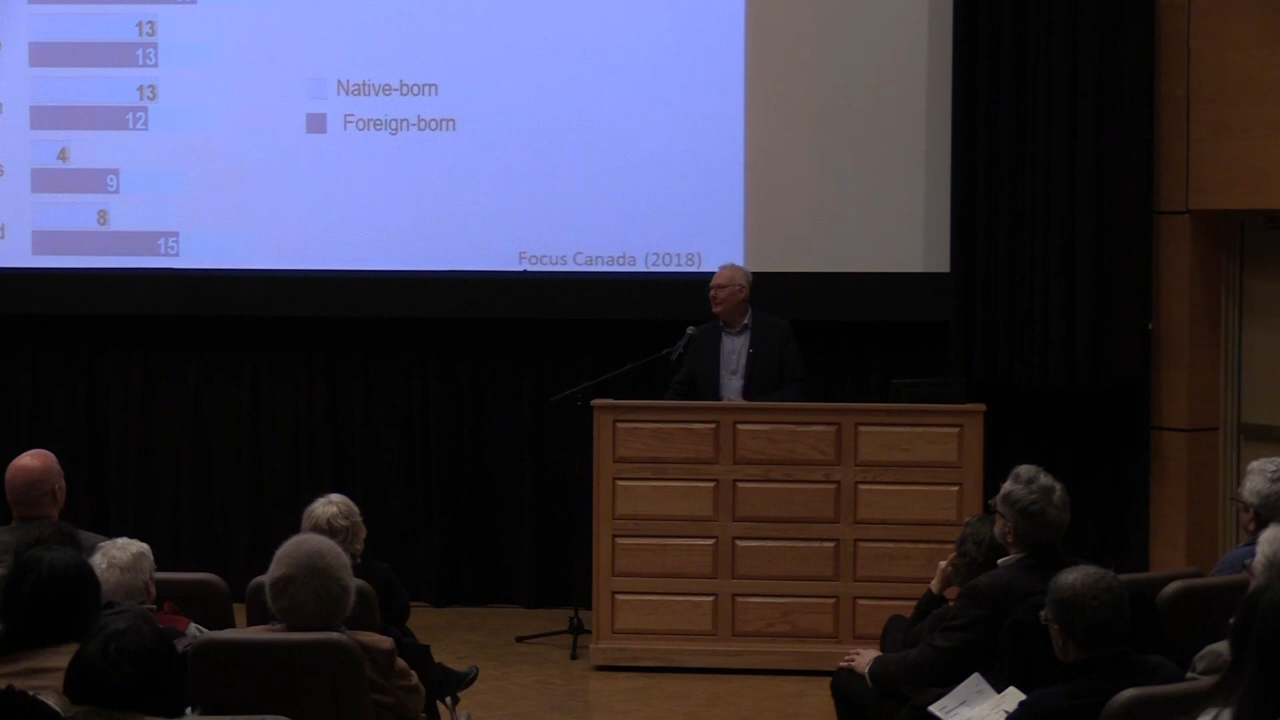 13
13
Native-born
13
12
Foreign-born
4
9
8
15
Focus Canada (2018)